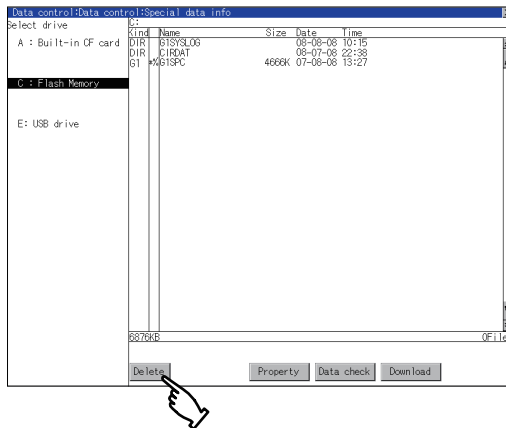 Data control:Data control:Special data info
Select drive
C:
Kind Name Size Date Time
A : Built-in CF card
DIR G1SYSLOG 08-08-08 10:15
DIR CIRDAT 08-07-08 22:38
G1 *%G1SPC 4666K 07-08-08 13:27
C : Flash Memory
E: USB drive
6876KB 0File
Delete Property Data check Download